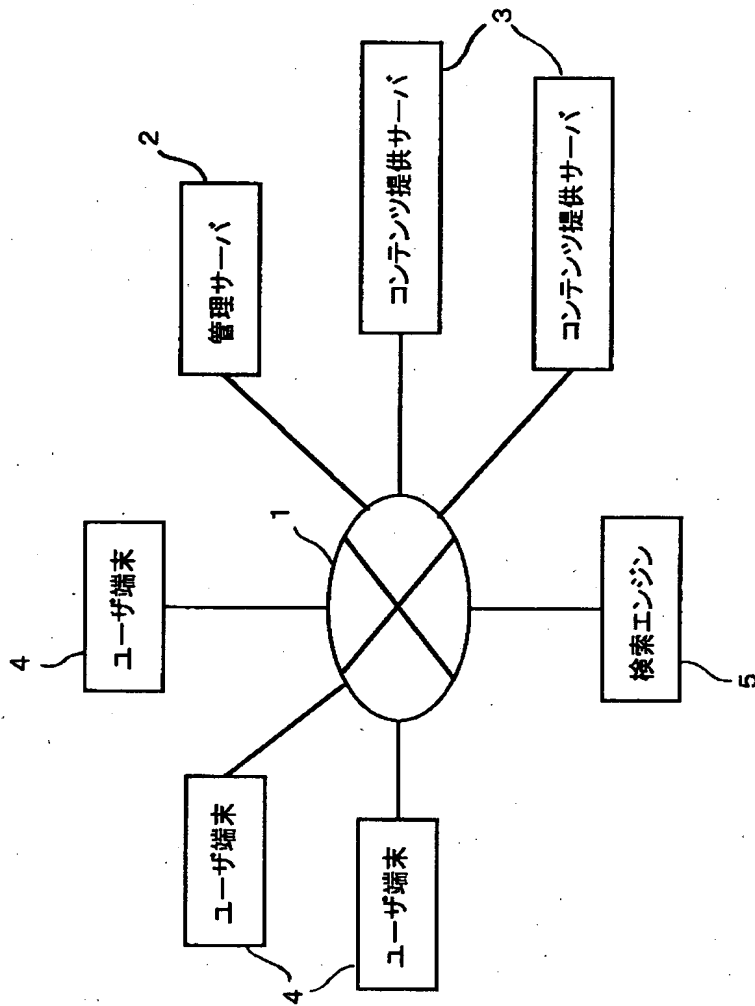 4
ユーザ端末
2
ユーザ端末
管理サーバ
1
4
ユーザ端末
コンテンツ提供サーバ
3
コンテンツ提供サーバ
検索エンジン
5